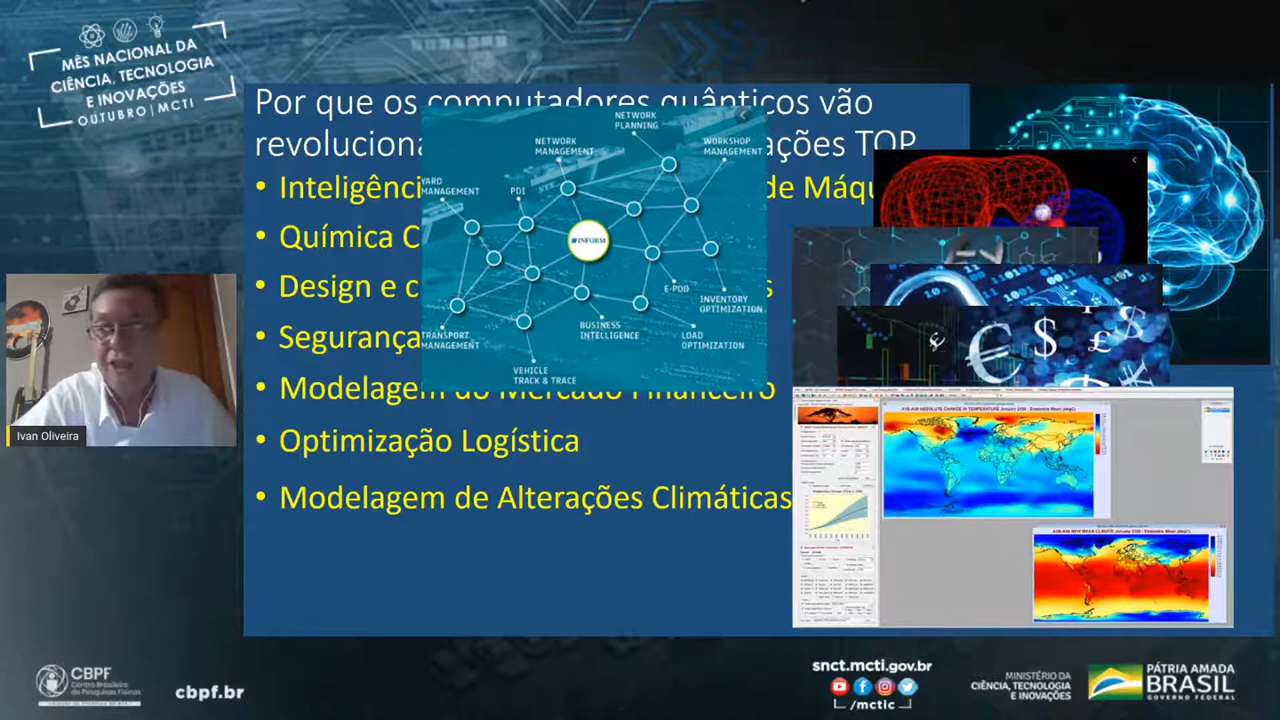 MÊS NACIONAL DA
CIÊNCIA, TECNOLOGIA
E INOVAÇÕES
OUTUBRO | MCTI
Por que os computadores quânticos vão
revoluciona
ações TOP
Inteligênci
de Máqu
Química C
Design e c
s
Segurança
Modelagem do Mercado Financeiro
Optimização Logística
Modelagem de Alterações Climáticas
NETWORK
PLANNING
NETWORK
MANAGEMENT
WORKSHOP
MANAGEMENT
YARD
MANAGEMENT
PDI
INFORM
E-POD
INVENTORY
OPTIMIZATION
TRANSPORT
MANAGEMENT
BUSINESS
INTELLIGENCE
LOAD
OPTIMIZATION
VEHICLE
TRACK & TRACE
€ $ £
Ivan Oliveira
CBPF
Centro Brasileiro
de Pesquisas Físicas
cbpf.br
snct.mcti.gov.br
/mctic
MINISTÉRIO DA
CIÊNCIA, TECNOLOGIA
E INOVAÇÕES
PÁTRIA AMADA
BRASIL
GOVERNO FEDERAL